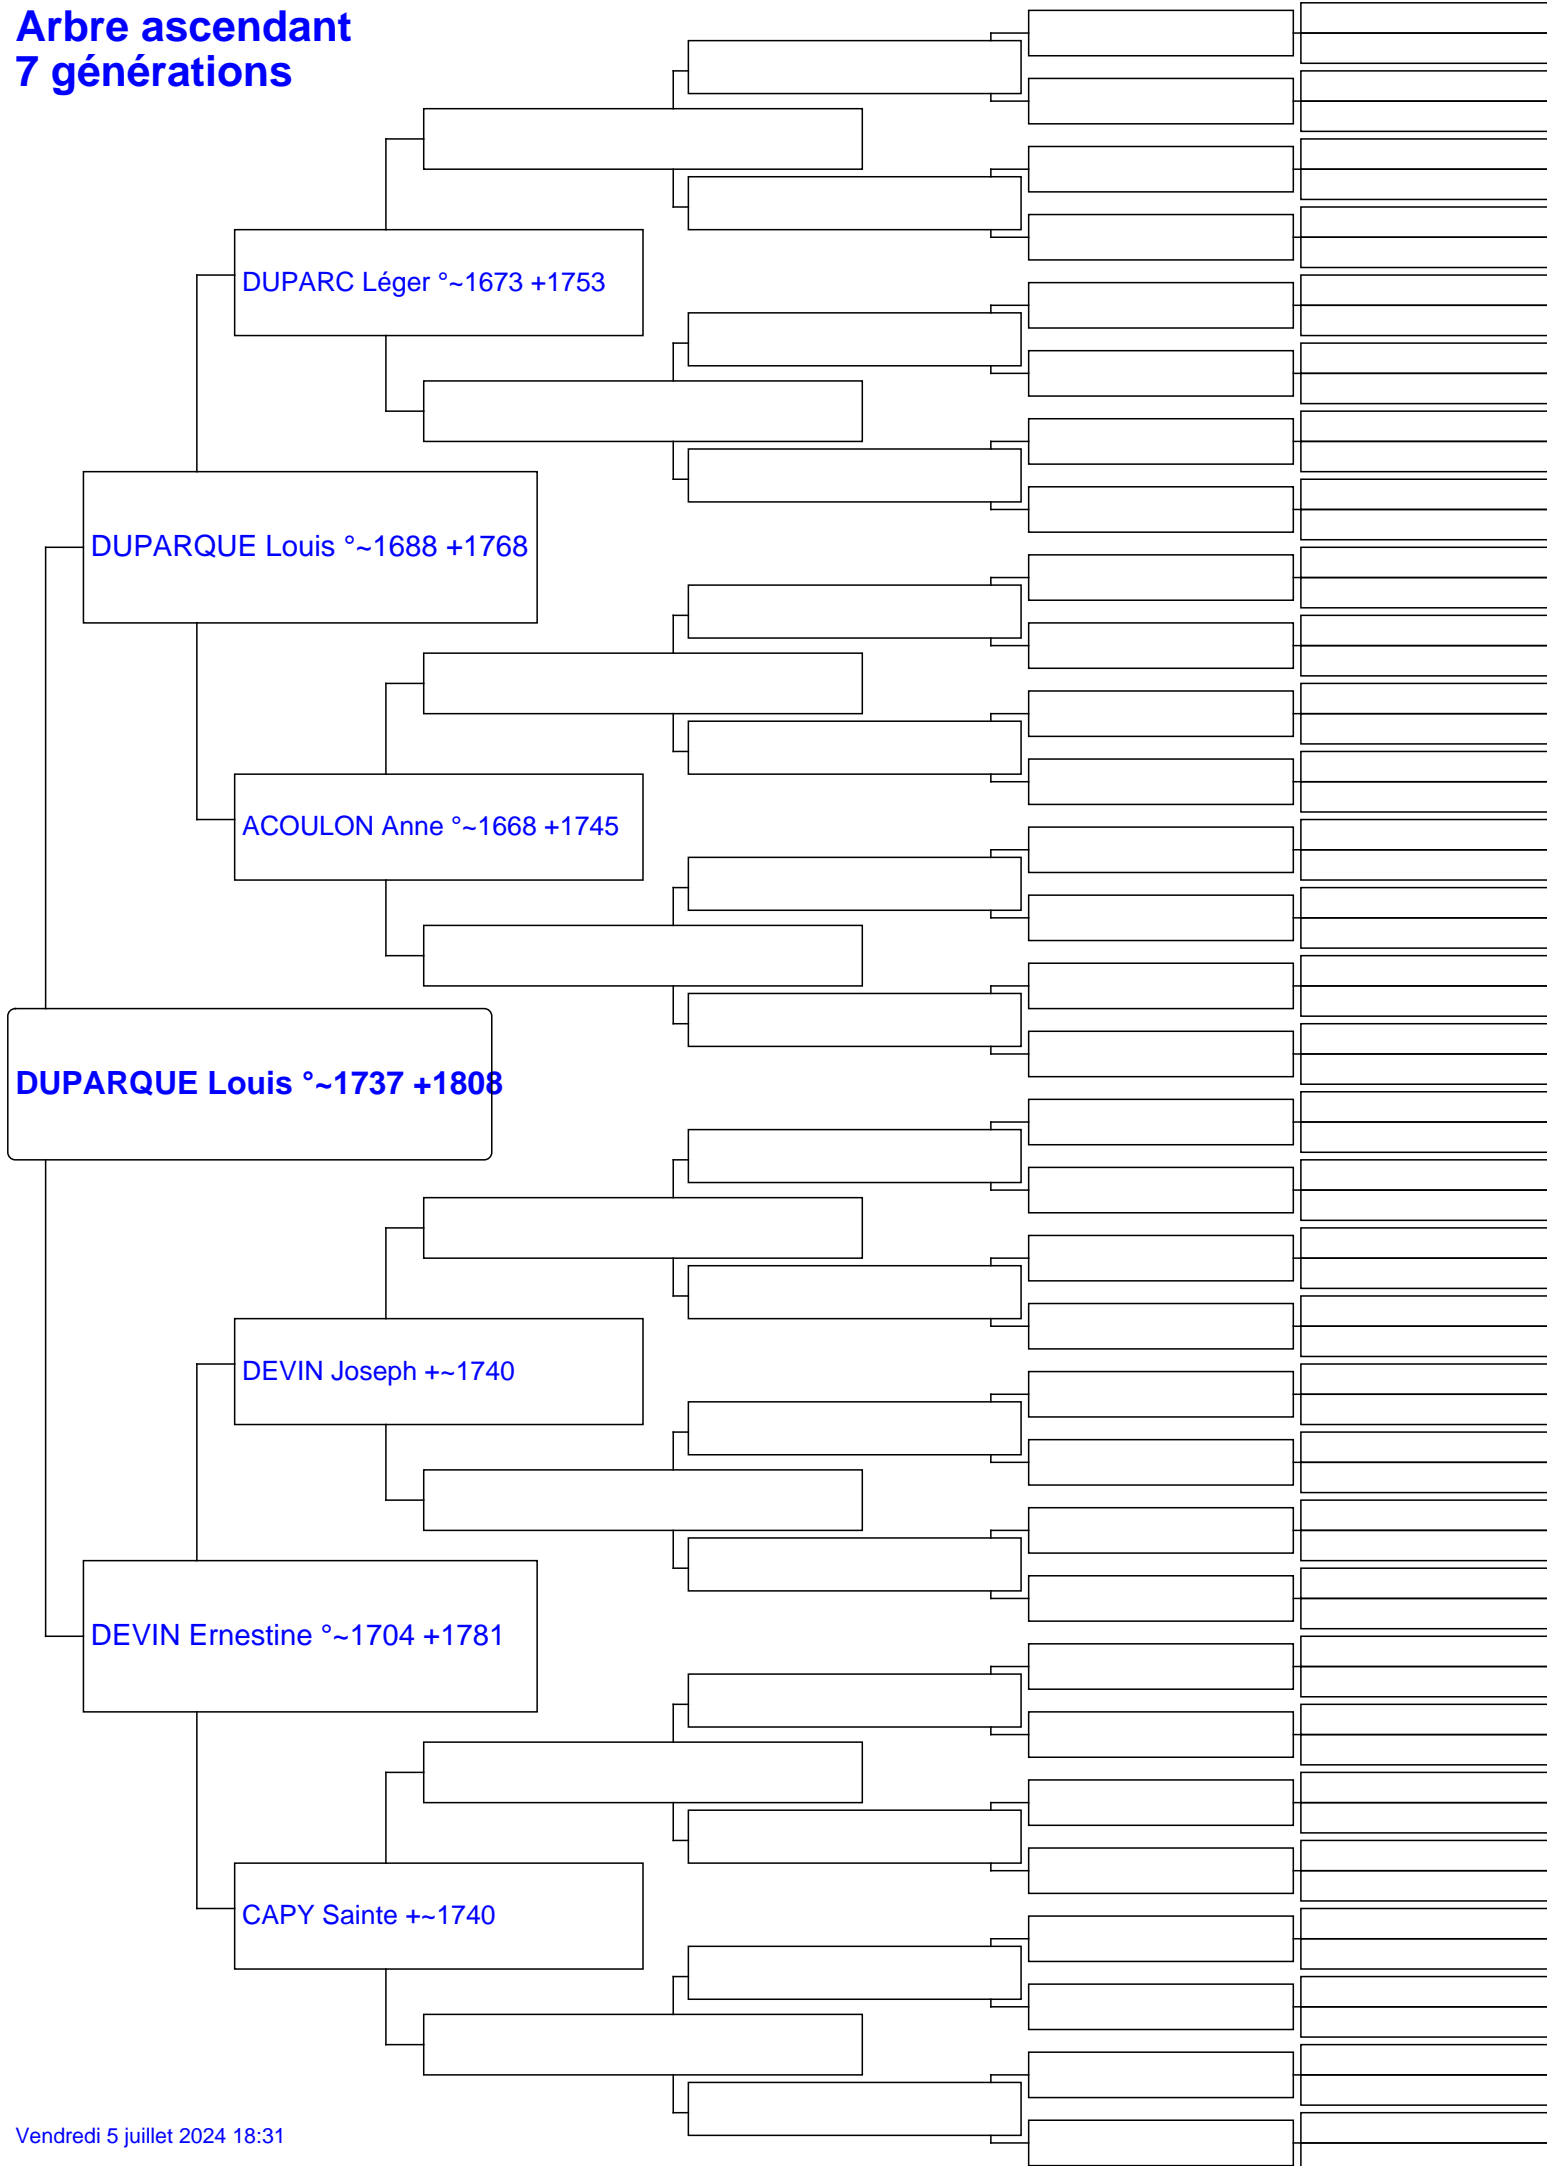 Arbre ascendant
7 générations
DUPARC Léger °~1673 +1753
DUPARQUE Louis °~1688 +1768
ACOULON Anne °~1668 +1745
DUPARQUE Louis °~1737 +1808
DEVIN Joseph +~1740
DEVIN Ernestine °~1704 +1781
CAPY Sainte +~1740
Vendredi 5 juillet 2024 18:31